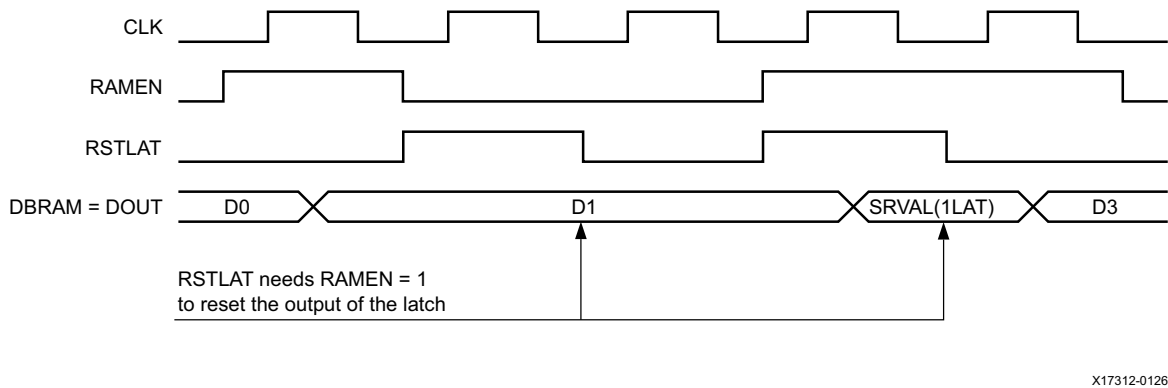 CLK
RAMEN
RSTLAT
DBRAM = DOUT D0 D1 SRVAL(1LAT) D3
RSTLAT needs RAMEN = 1
to reset the output of the latch
X17312-0126